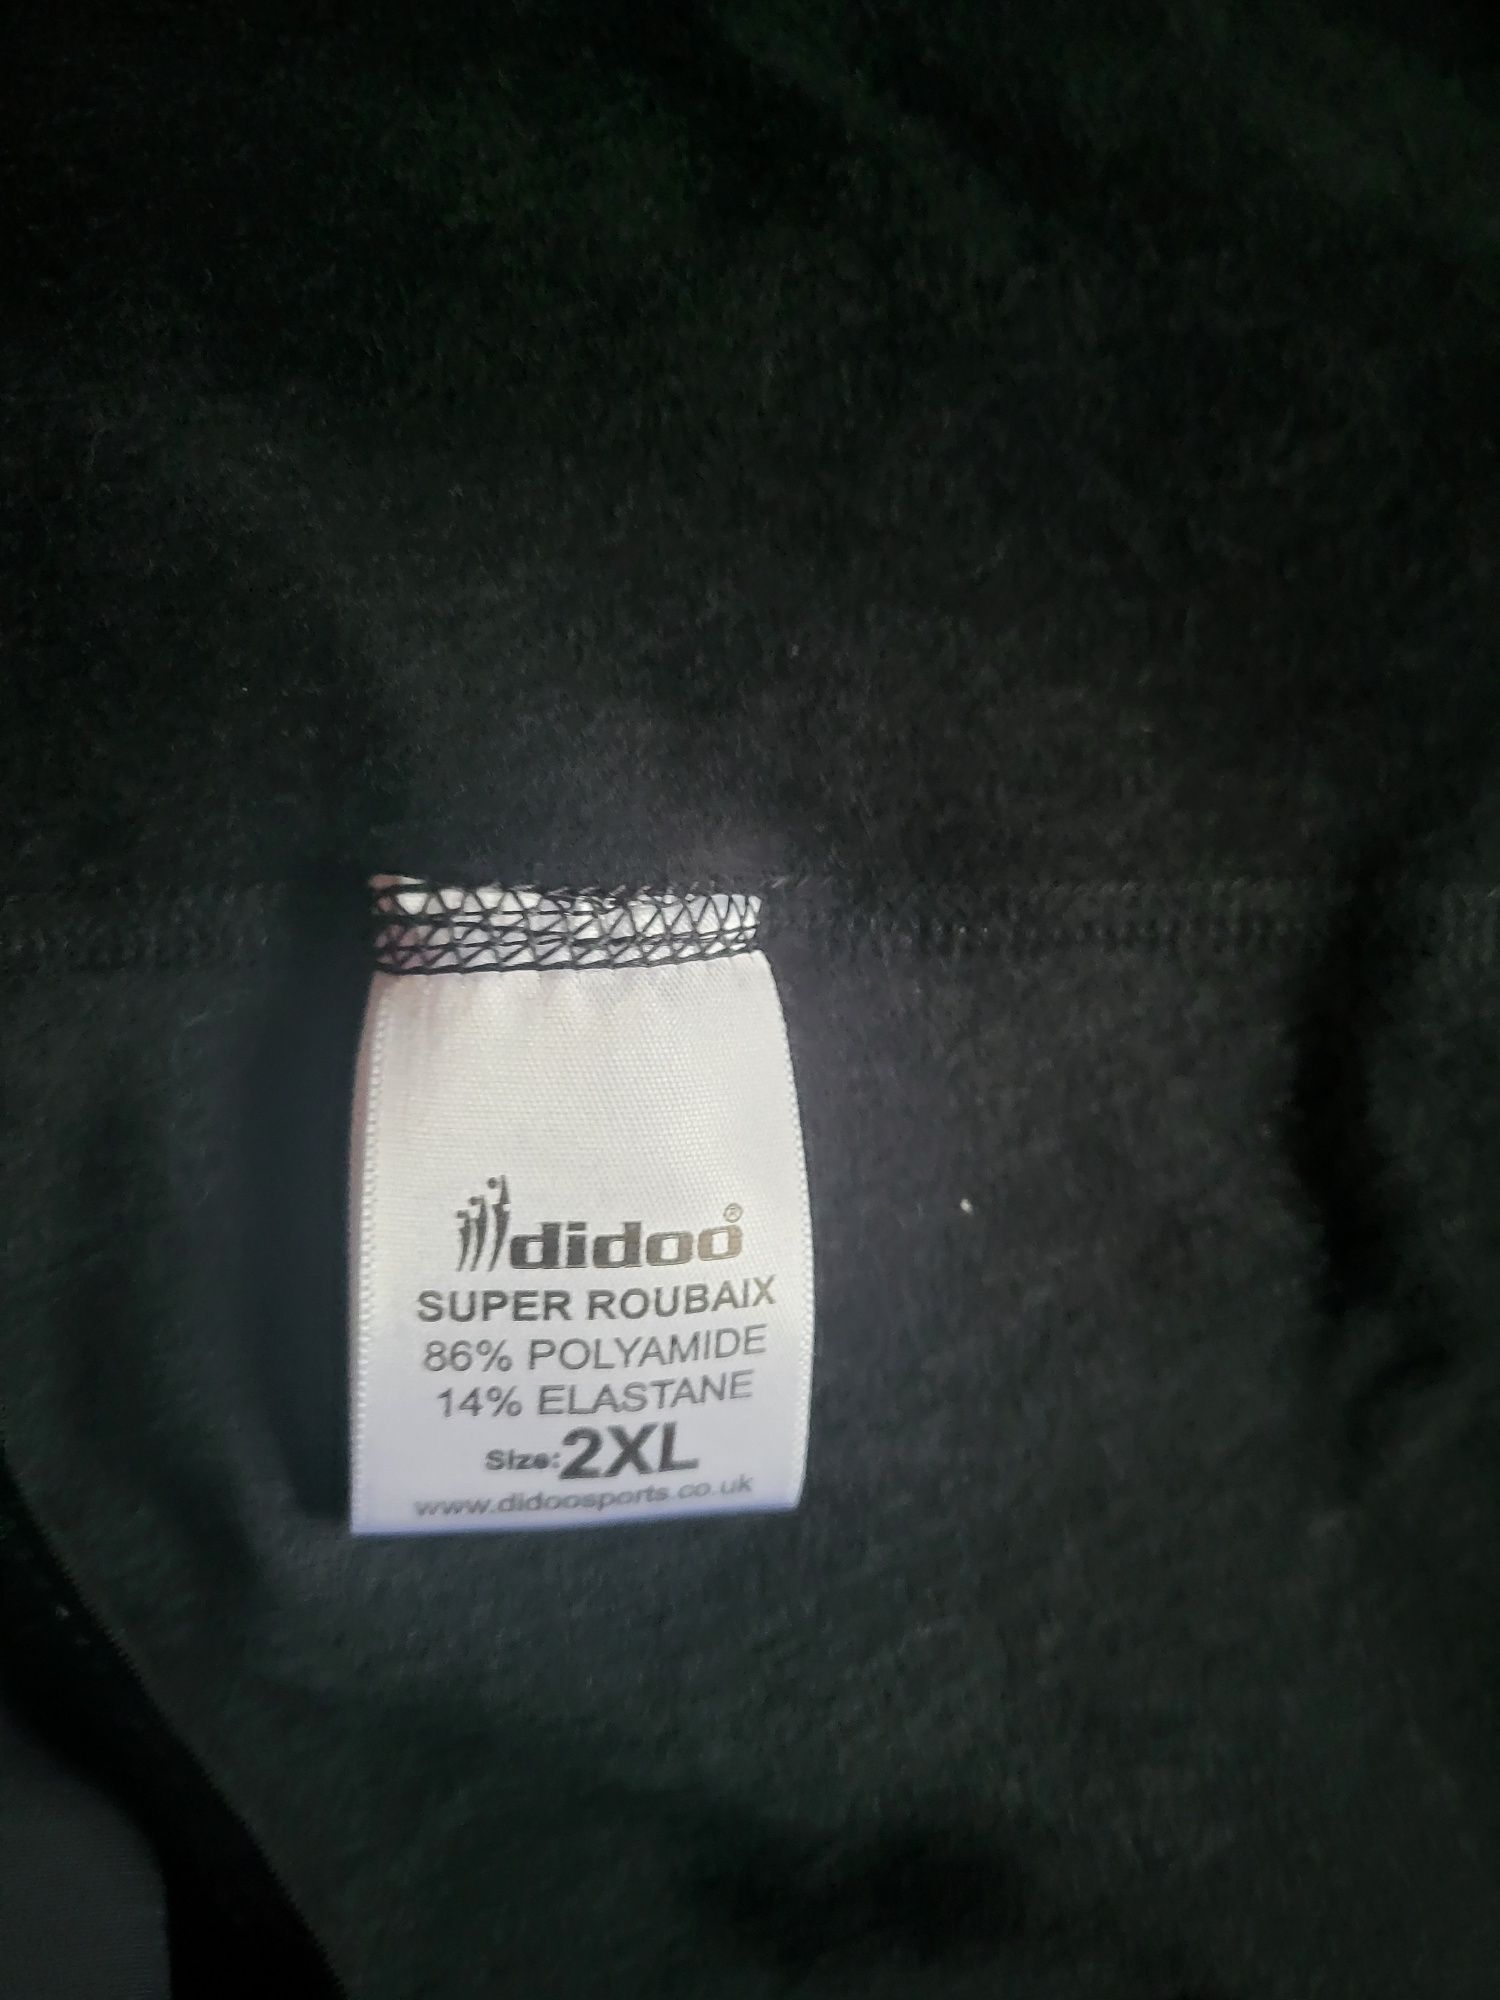 didoo®
SUPER ROUBAIX
86% POLYAMIDE
14% ELASTANE
Size:2XL
www.didoosports.co.uk